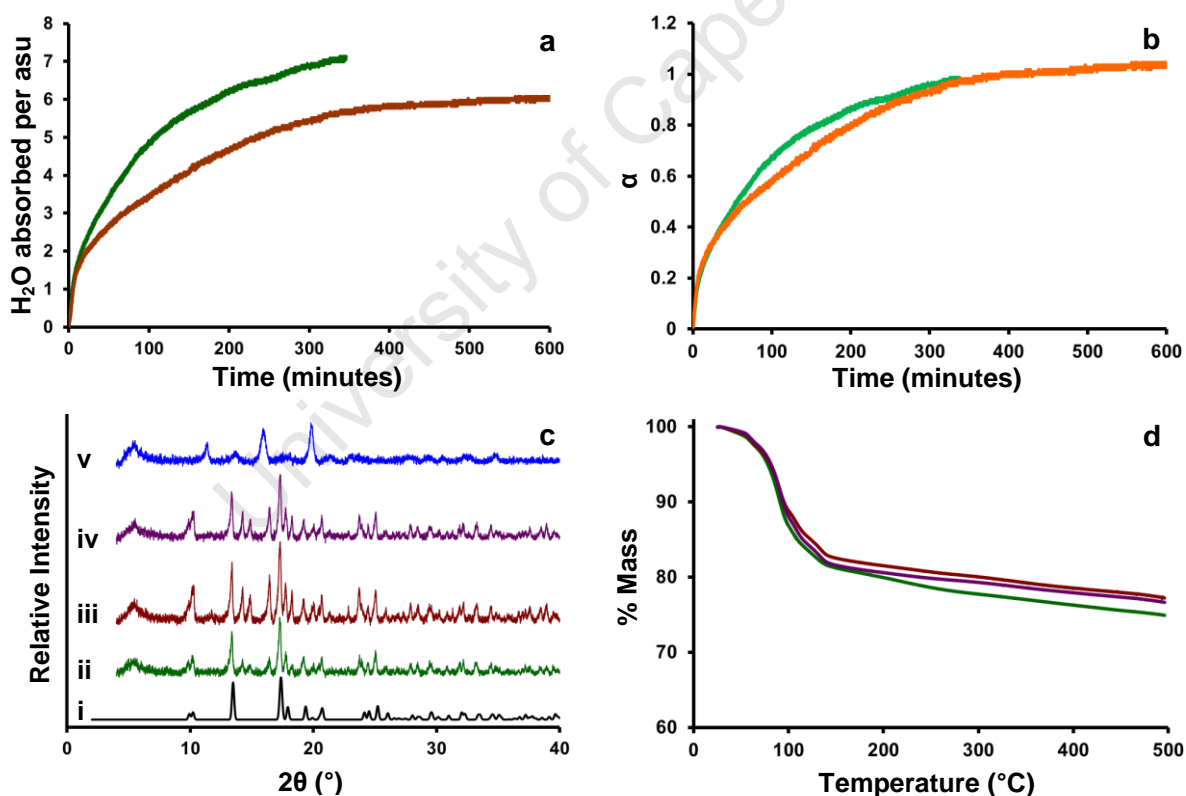 a
8
7
6
5
4
3
2
1
0
H₂O absorbed per asu
0 100 200 300 400 500 600
Time (minutes)
b
1.2
1
0.8
0.6
0.4
0.2
0
α
0 100 200 300 400 500 600
Time (minutes)
c
v
iv
iii
ii
i
Relative Intensity
0 10 20 30 40
2θ (°)
d
100
90
80
70
60
% Mass
0 100 200 300 400 500
Temperature (°C)
University of Cape